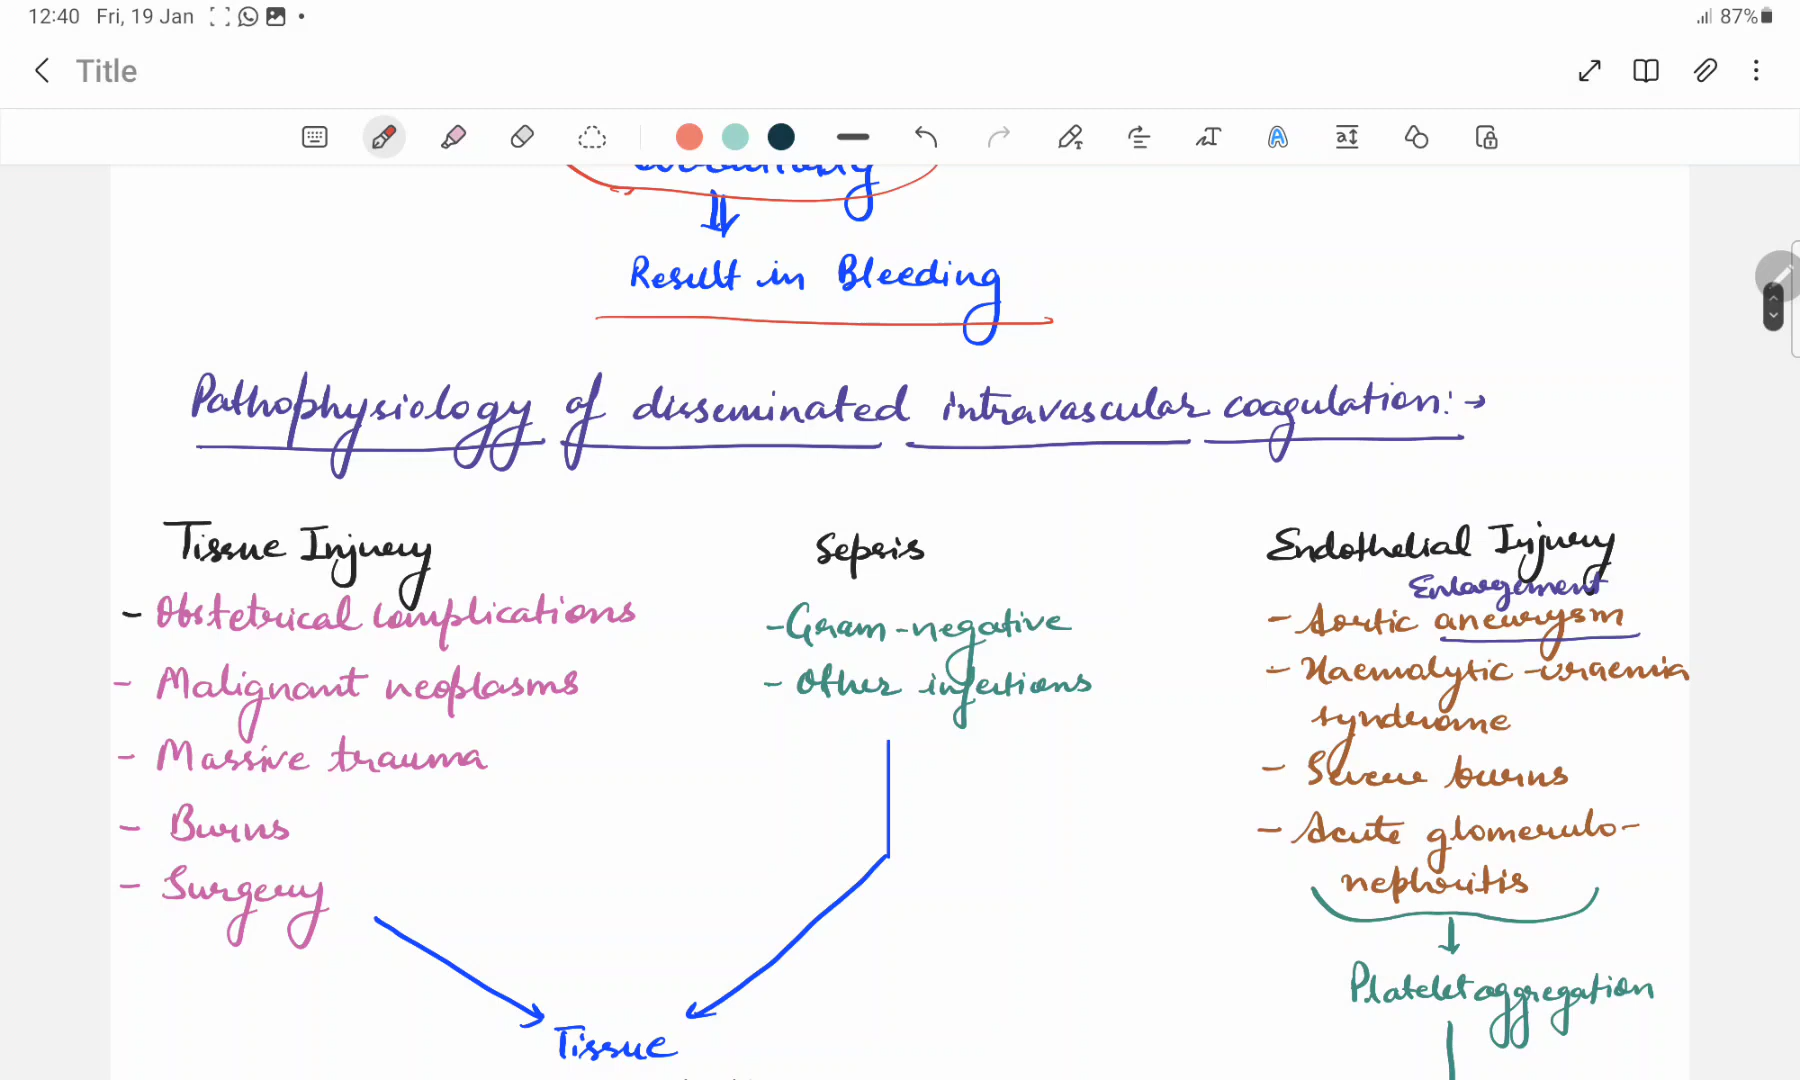 12:40 Fri, 19 Jan
87%
Title
Result in Bleeding
Pathophysiology of disseminated intravascular coagulation:→
Tissue Injury
- Obstetrical complications
- Malignant neoplasms
- Massive trauma
- Burns
- Surgery
Sepsis
- Gram-negative
- Other infections
Endothelial Injury
Enlargement
- Aortic aneurysm
- Haemolytic-uraemia
syndrome
- Severe burns
- Acute glomerulo-
nephritis
Platelet aggregation
Tissue